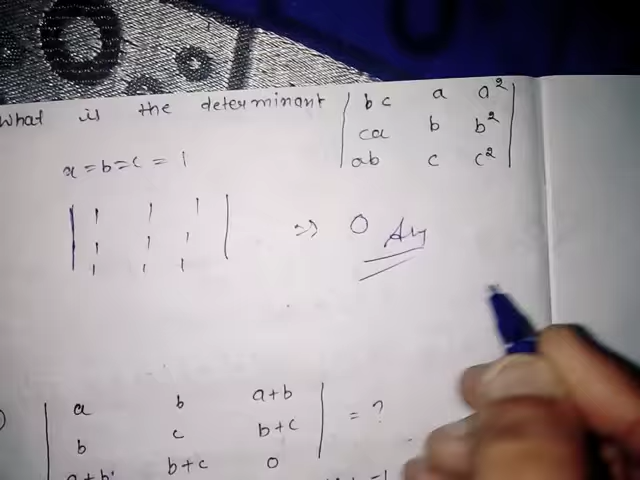 What is the determinant | bc a a² |
| ca b b² |
| ab c c² |
a=b=c=1
| 1 1 1 |
| 1 1 1 | => 0 Ans
| 1 1 1 |
| a b a+b |
| b c b+c | = ?
| a+b b+c 0 |